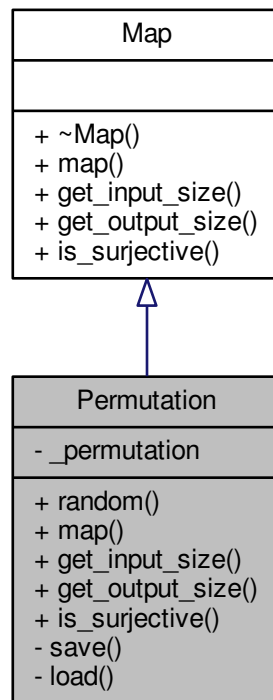 Map
+ ~Map()
+ map()
+ get_input_size()
+ get_output_size()
+ is_surjective()
Permutation
- _permutation
+ random()
+ map()
+ get_input_size()
+ get_output_size()
+ is_surjective()
- save()
- load()